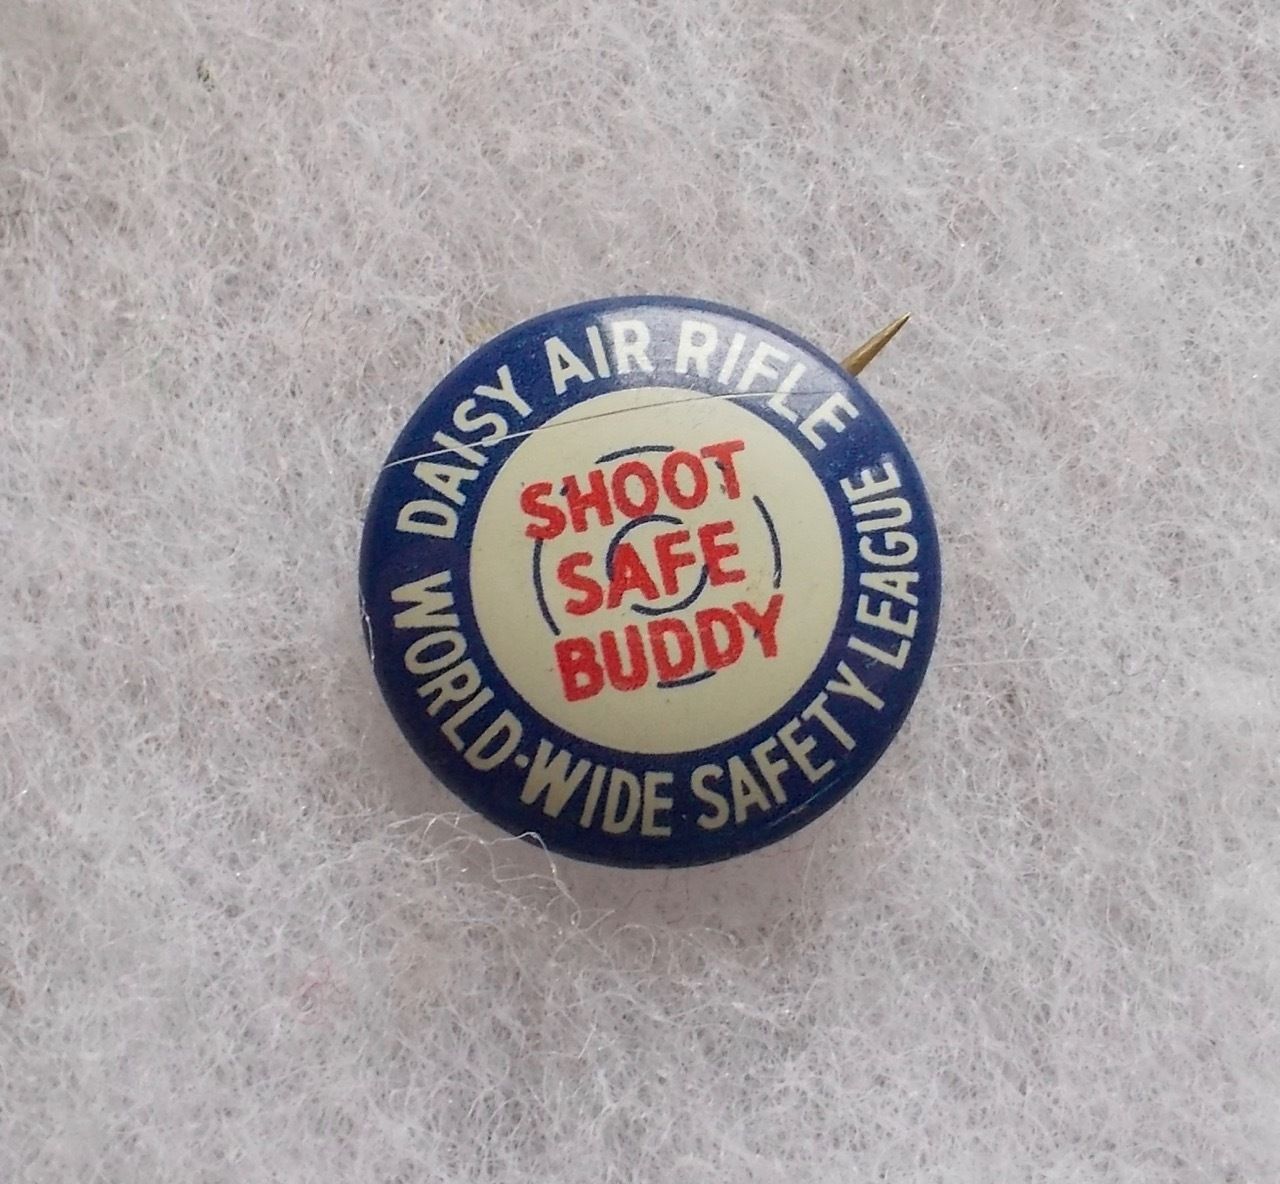 DAISY AIR RIFLE
WORLD-WIDE SAFETY LEAGUE
SHOOT
SAFE
BUDDY